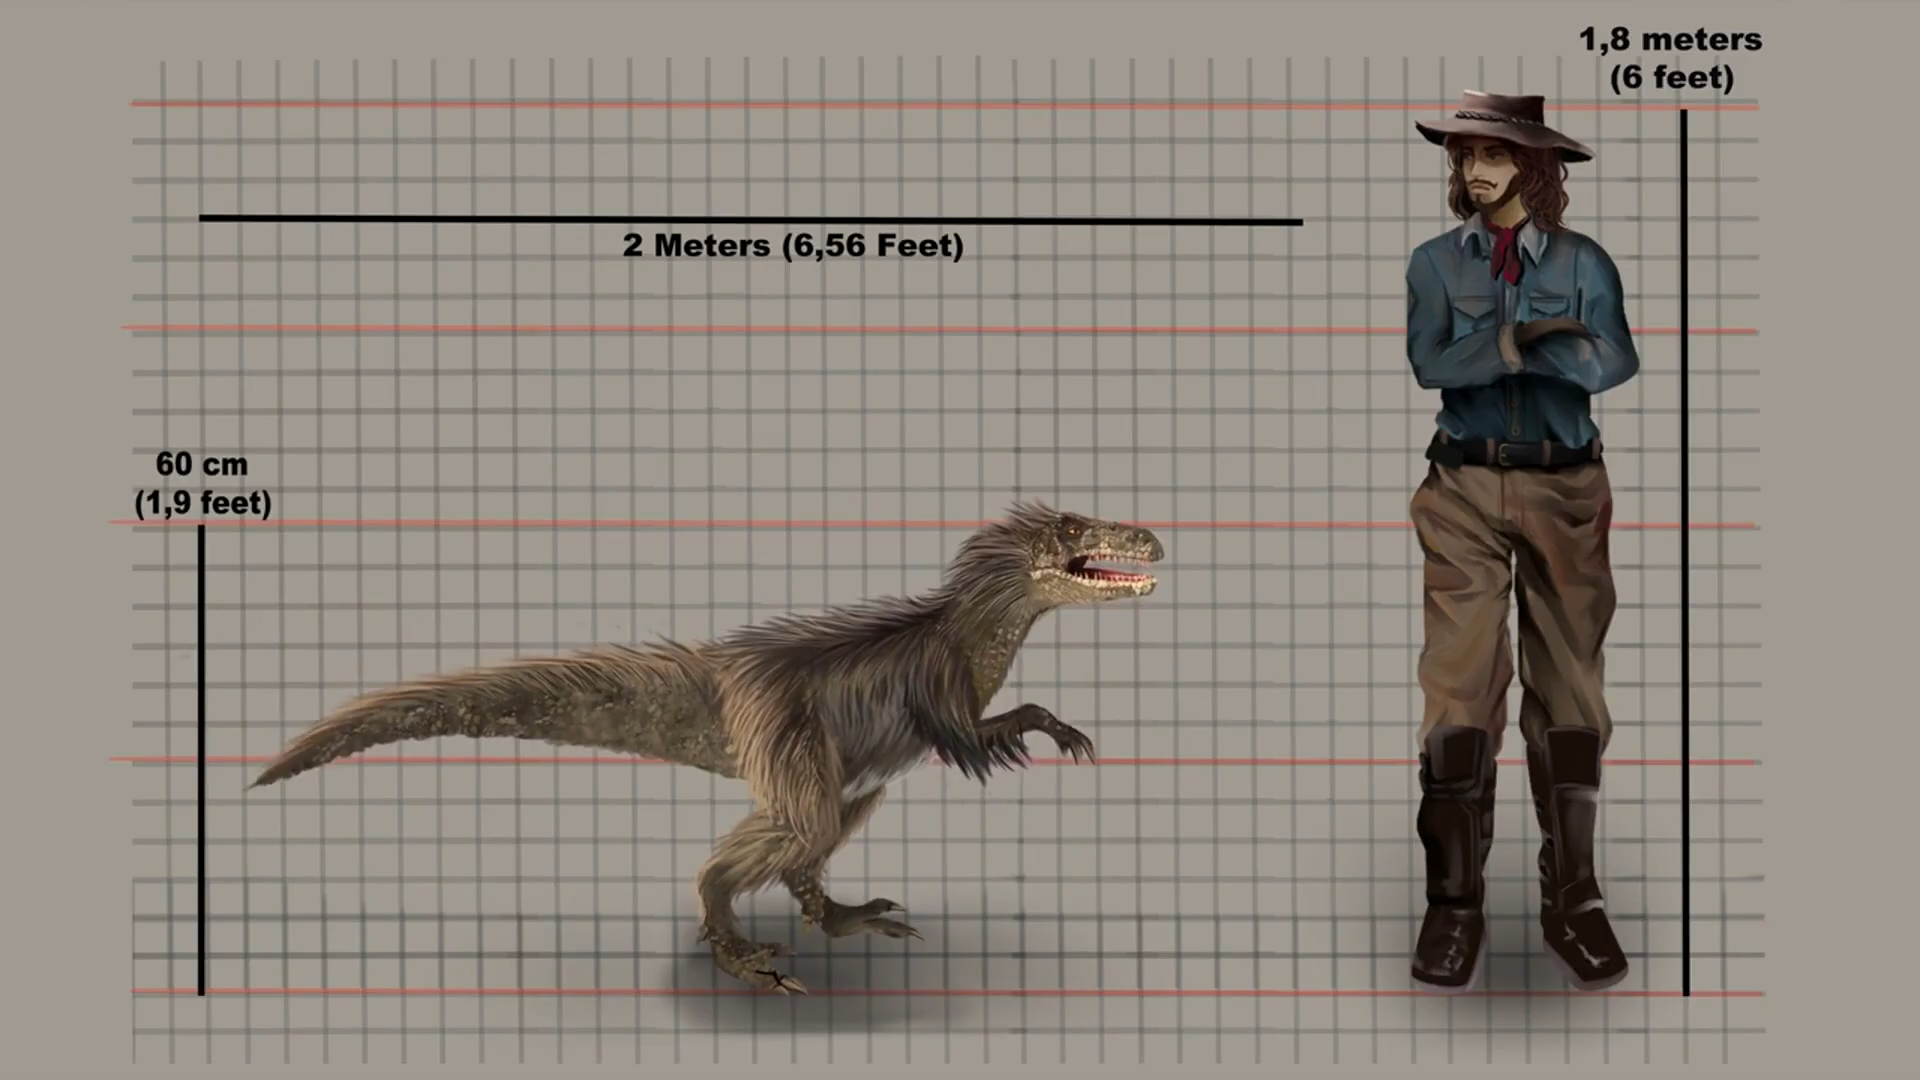 1,8 meters
(6 feet)
2 Meters (6,56 Feet)
60 cm
(1,9 feet)